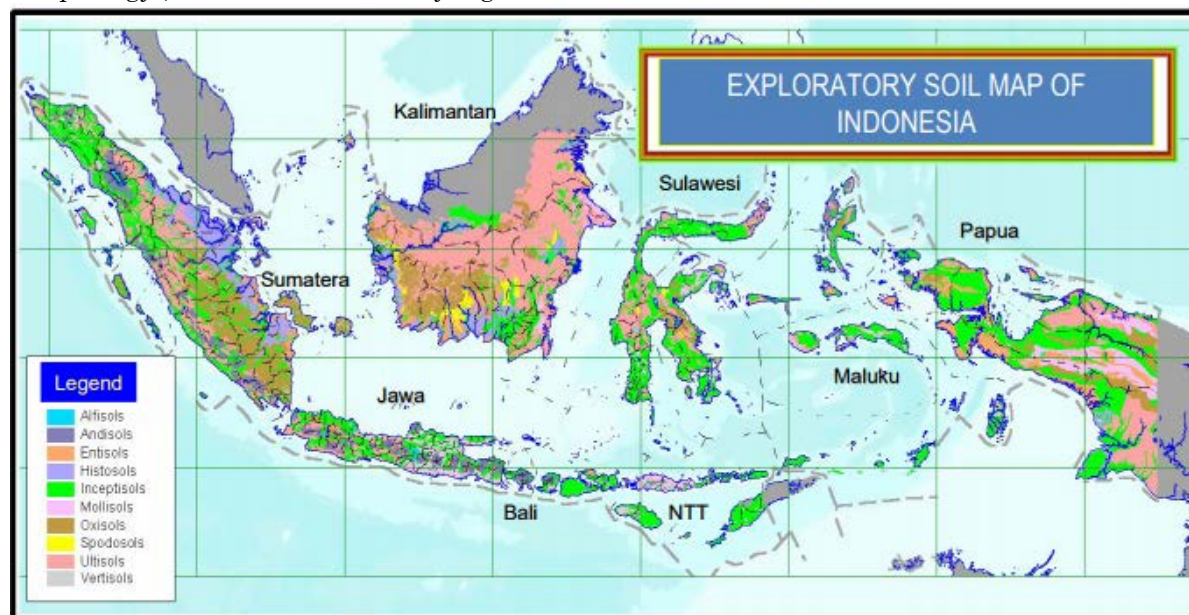 EXPLORATORY SOIL MAP OF
INDONESIA
Kalimantan
Sulawesi
Papua
Sumatera
Maluku
Jawa
Bali
NTT
Legend
Alfisols
Andisols
Entisols
Histosols
Inceptisols
Mollisols
Oxisols
Spodosols
Ultisols
Vertisols